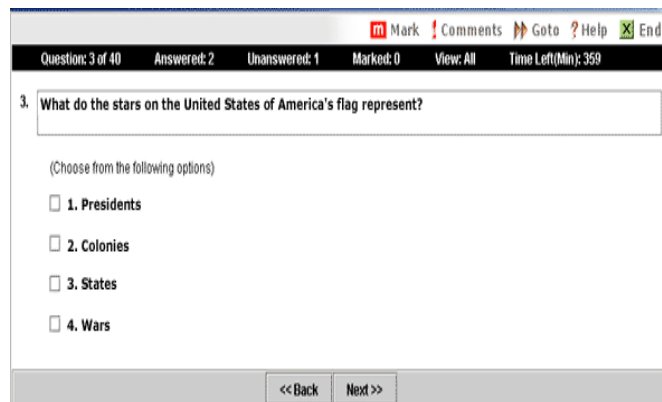 m Mark ! Comments Goto ? Help X End
Question: 3 of 40 Answered: 2 Unanswered: 1 Marked: 0 View: All Time Left(Min): 359
3. What do the stars on the United States of America's flag represent?
(Choose from the following options)
1. Presidents
2. Colonies
3. States
4. Wars
<< Back Next >>